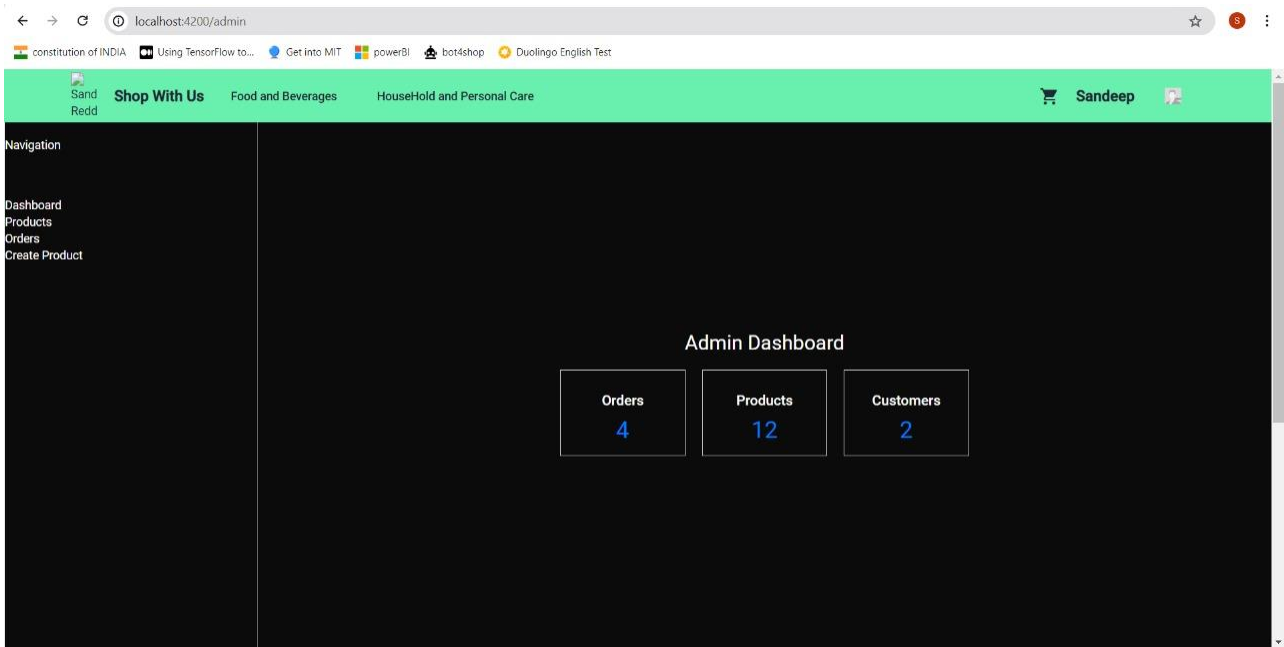 localhost:4200/admin
S
constitution of INDIA Using TensorFlow to... Get into MIT powerBI bot4shop Duolingo English Test
Sand
Redd
Shop With Us Food and Beverages HouseHold and Personal Care Sandeep
Navigation
Dashboard
Products
Orders
Create Product
Admin Dashboard
Orders Products Customers
4 12 2